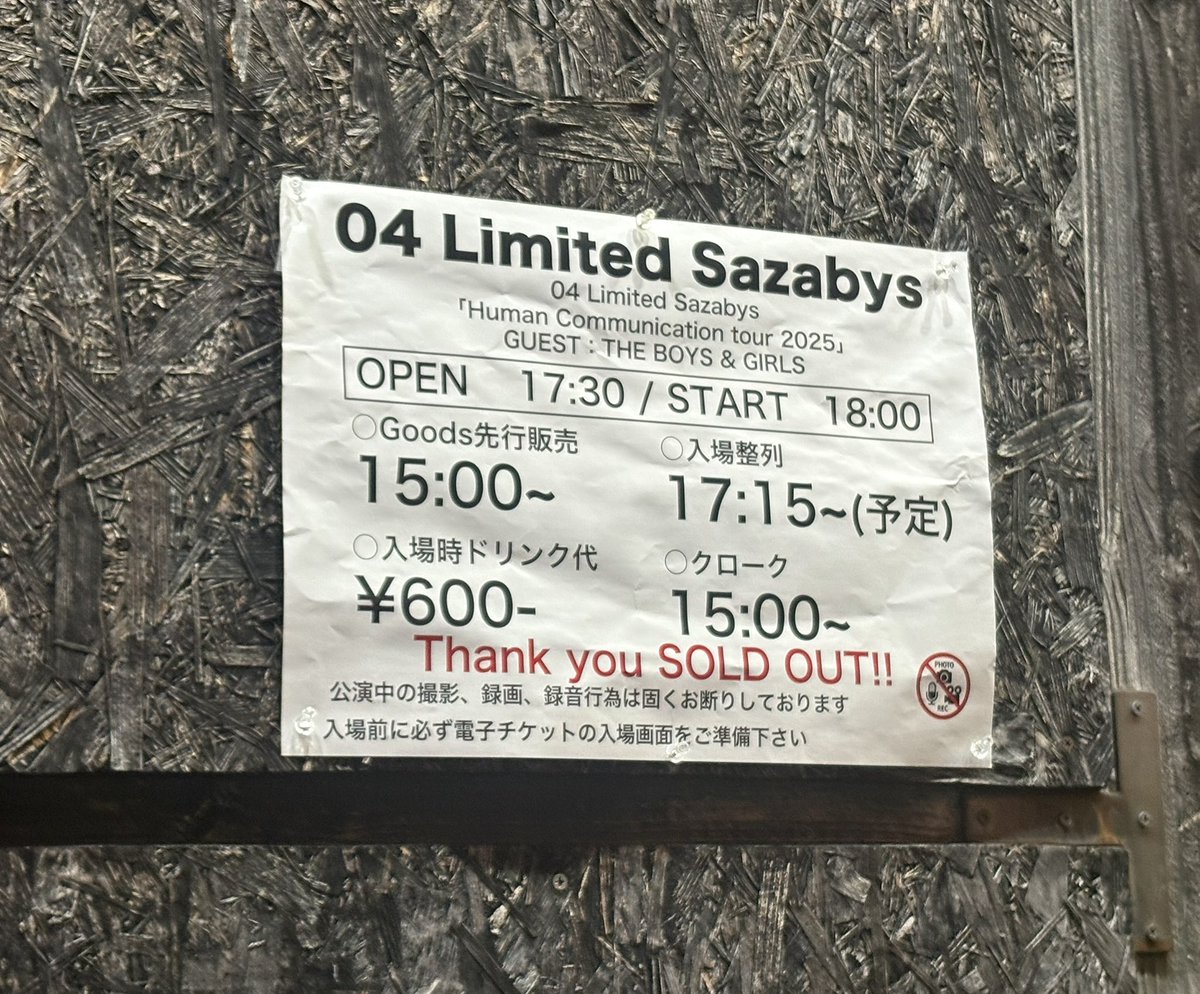 04 Limited Sazabys
04 Limited Sazabys
「Human Communication tour 2025」
GUEST：THE BOYS & GIRLS
OPEN 17:30 / START 18:00
○Goods先行販売
15:00~
○入場整列
17:15~(予定)
○入場時ドリンク代
¥600-
○クローク
15:00~
Thank you SOLD OUT!!
PHOTO
REC
公演中の撮影、録画、録音行為は固くお断りしております
入場前に必ず電子チケットの入場画面をご準備下さい